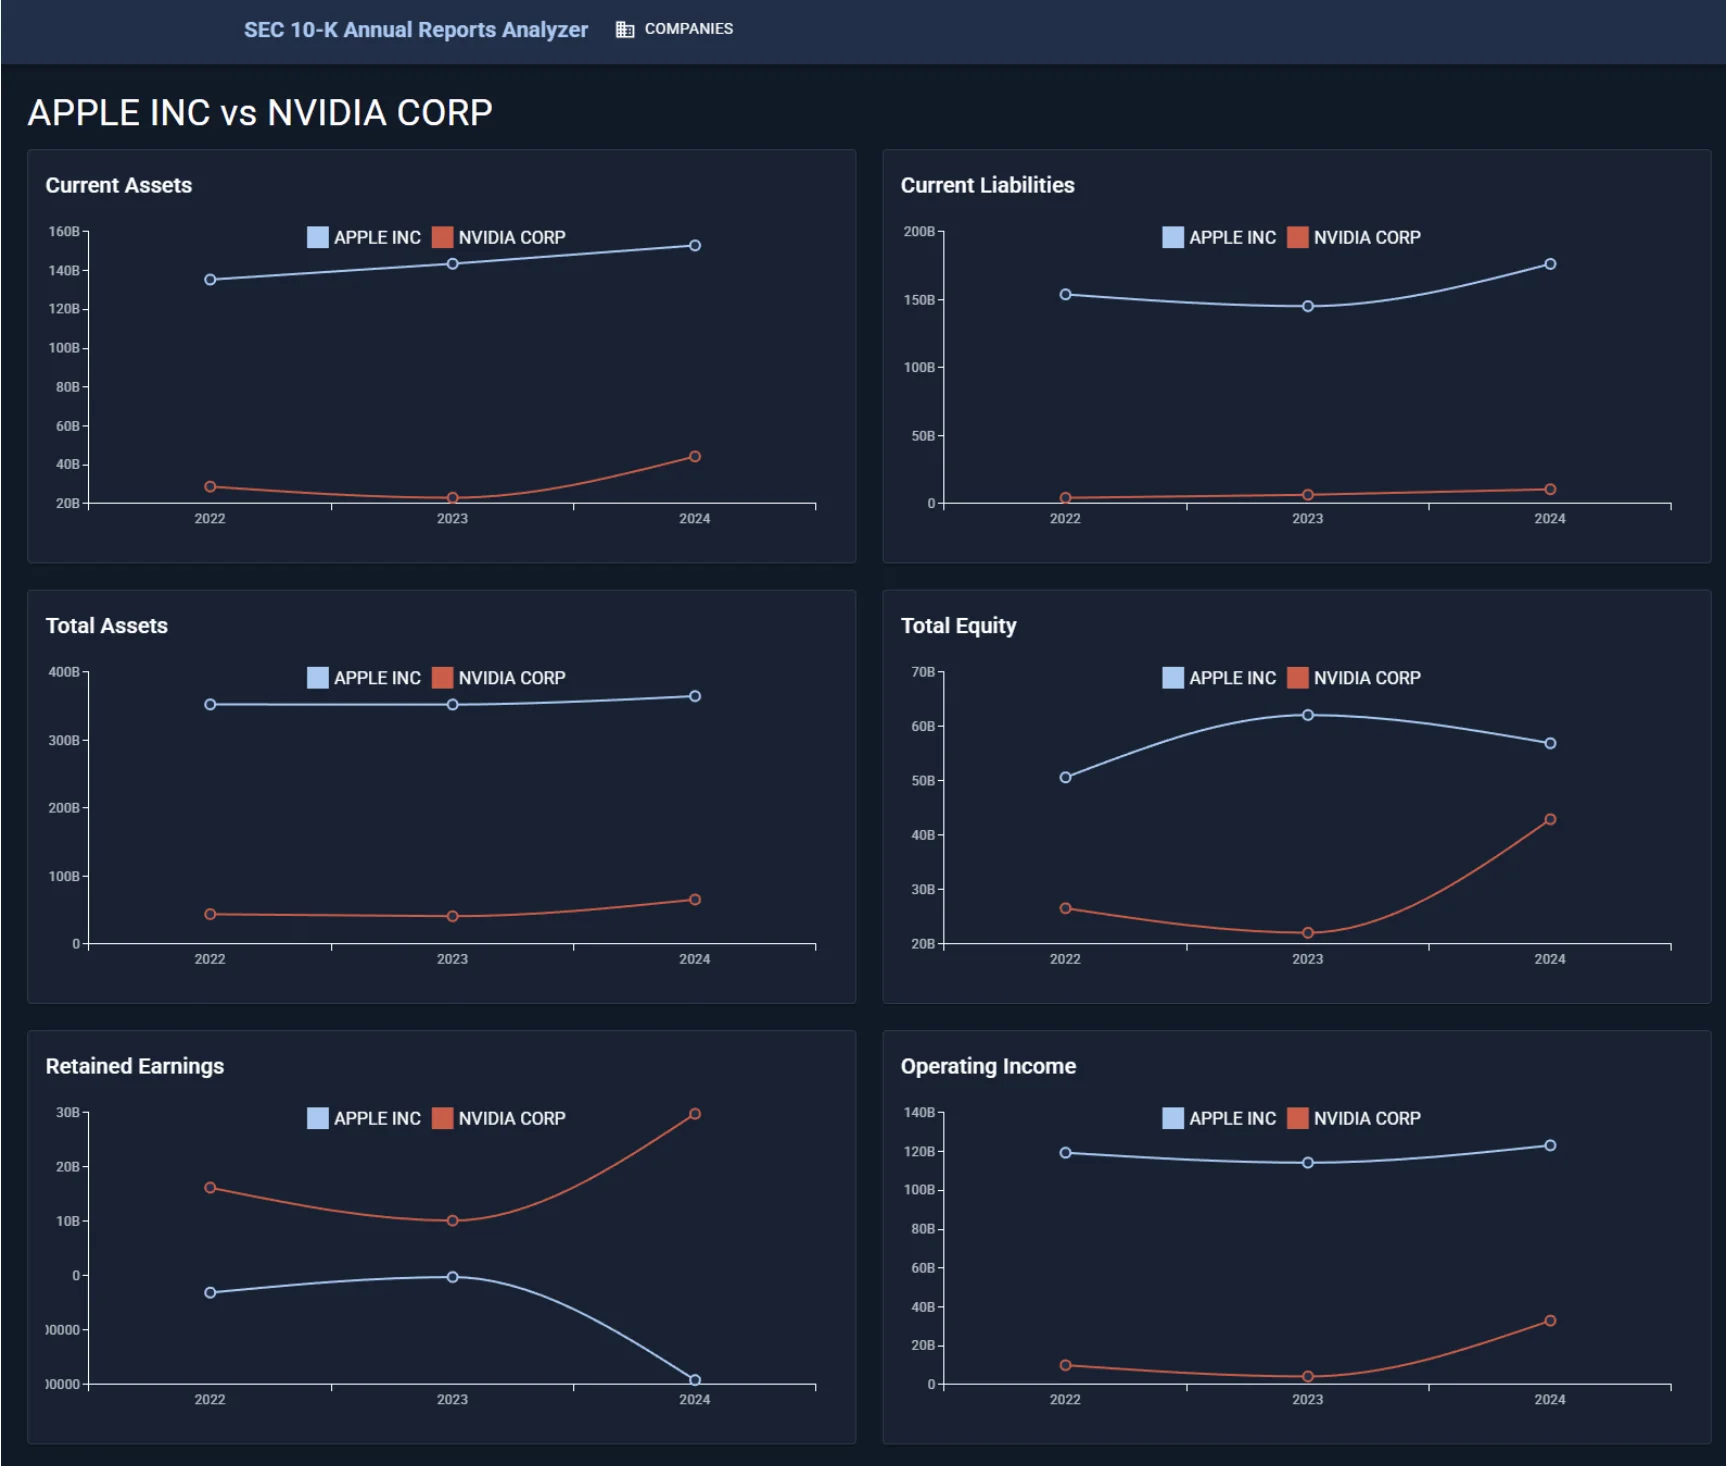 SEC 10-K Annual Reports Analyzer COMPANIES
APPLE INC vs NVIDIA CORP
Current Assets
APPLE INC NVIDIA CORP
160B
140B
120B
100B
80B
60B
40B
20B
2022 2023 2024
Current Liabilities
APPLE INC NVIDIA CORP
200B
150B
100B
50B
0
2022 2023 2024
Total Assets
APPLE INC NVIDIA CORP
400B
300B
200B
100B
0
2022 2023 2024
Total Equity
APPLE INC NVIDIA CORP
70B
60B
50B
40B
30B
20B
2022 2023 2024
Retained Earnings
APPLE INC NVIDIA CORP
30B
20B
10B
0
00000
00000
2022 2023 2024
Operating Income
APPLE INC NVIDIA CORP
140B
120B
100B
80B
60B
40B
20B
0
2022 2023 2024